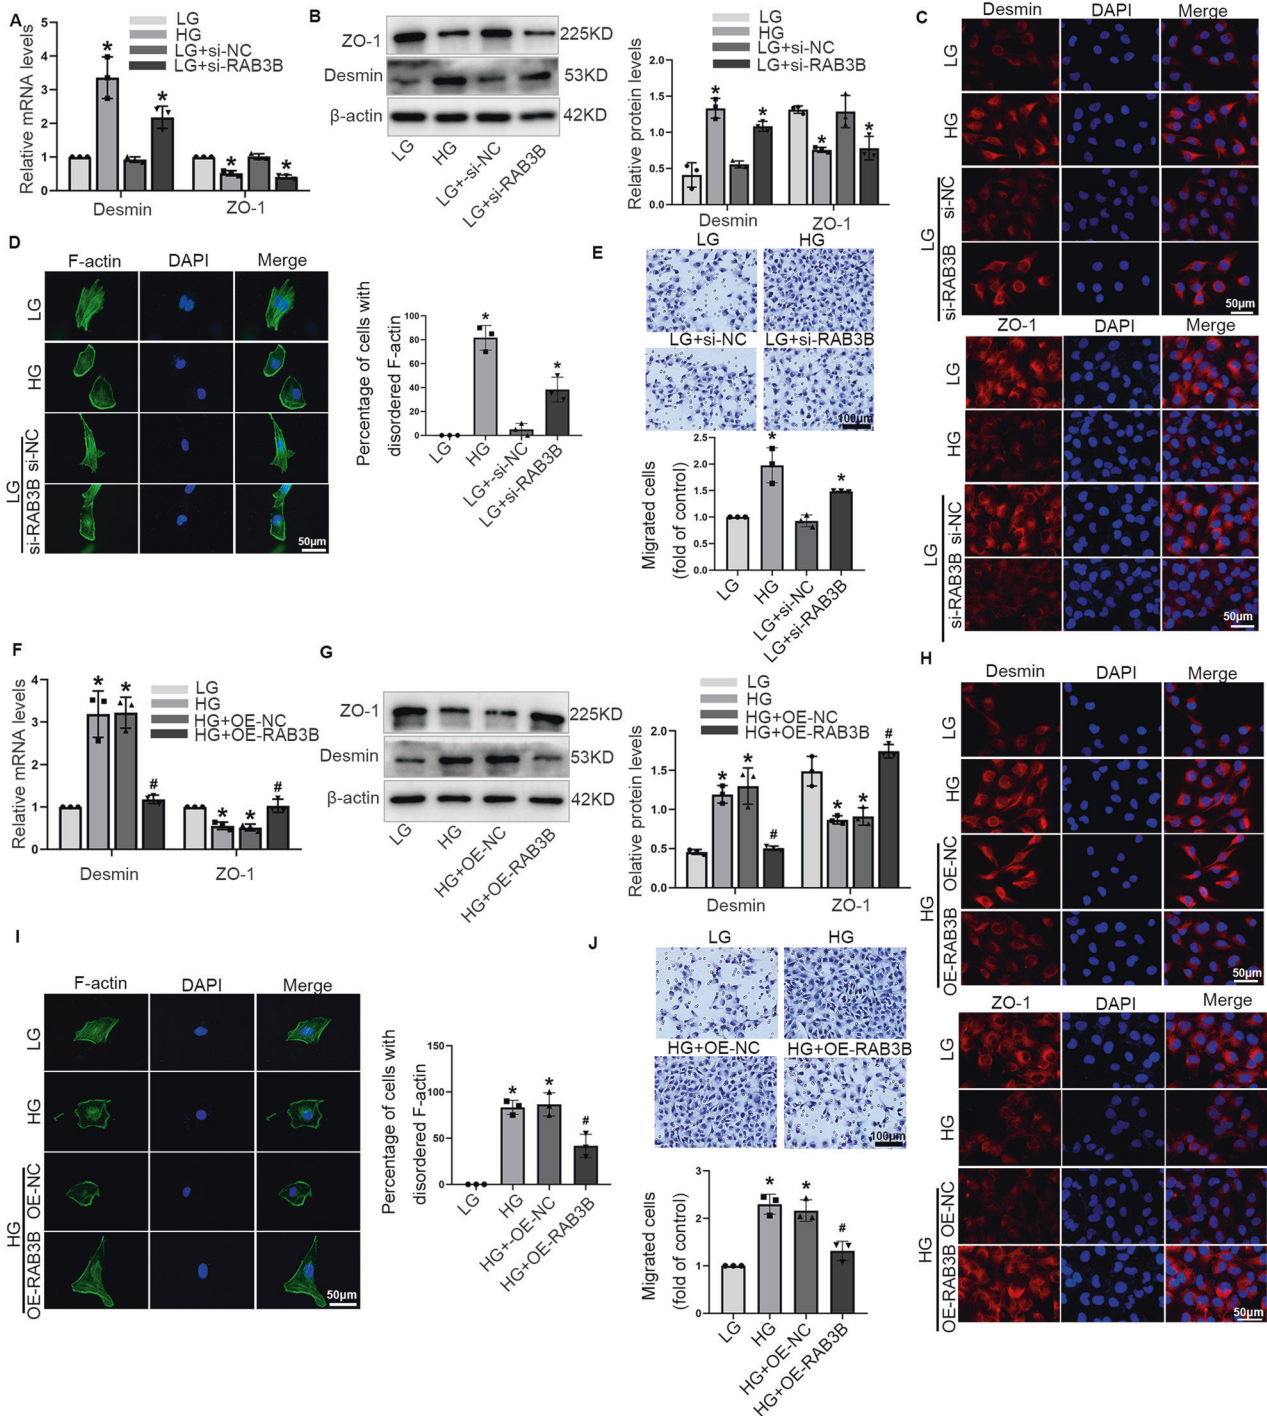 A
LG
HG
LG+si-NC
LG+si-RAB3B
Relative mRNA levels
5
4
3
2
1
0
* * * *
Desmin ZO-1
B
ZO-1 225KD
Desmin 53KD
β-actin 42KD
LG HG LG+-si-NC LG+si-RAB3B
LG
HG
LG+si-NC
LG+si-RAB3B
Relative protein levels
2.0
1.5
1.0
0.5
0.0
* * * *
Desmin ZO-1
C
Desmin DAPI Merge
LG
HG
si-NC
si-RAB3B
LG
50μm
ZO-1 DAPI Merge
LG
HG
si-NC
si-RAB3B
LG
50μm
D
F-actin DAPI Merge
LG
HG
si-NC
si-RAB3B
LG
50μm
Percentage of cells with
disordered F-actin
100
80
60
40
20
0
* *
LG HG LG+-si-NC LG+si-RAB3B
E
LG HG
LG+si-NC LG+si-RAB3B
100μm
Migrated cells
(fold of control)
2.5
2.0
1.5
1.0
0.5
0.0
* *
LG HG LG+si-NC LG+si-RAB3B
F
LG
HG
HG+OE-NC
HG+OE-RAB3B
Relative mRNA levels
4
3
2
1
0
* * # * * #
Desmin ZO-1
G
ZO-1 225KD
Desmin 53KD
β-actin 42KD
LG HG HG+OE-NC HG+OE-RAB3B
LG
HG
HG+OE-NC
HG+OE-RAB3B
Relative protein levels
2.0
1.5
1.0
0.5
0.0
* * # * * #
Desmin ZO-1
H
Desmin DAPI Merge
LG
HG
OE-NC
OE-RAB3B
HG
50μm
ZO-1 DAPI Merge
LG
HG
OE-NC
OE-RAB3B
HG
50μm
I
F-actin DAPI Merge
LG
HG
OE-NC
OE-RAB3B
HG
50μm
Percentage of cells with
disordered F-actin
150
100
50
0
* * #
LG HG HG+-OE-NC HG+OE-RAB3B
J
LG HG
HG+OE-NC HG+OE-RAB3B
100μm
Migrated cells
(fold of control)
3
2
1
0
* * #
LG HG HG+OE-NC HG+OE-RAB3B